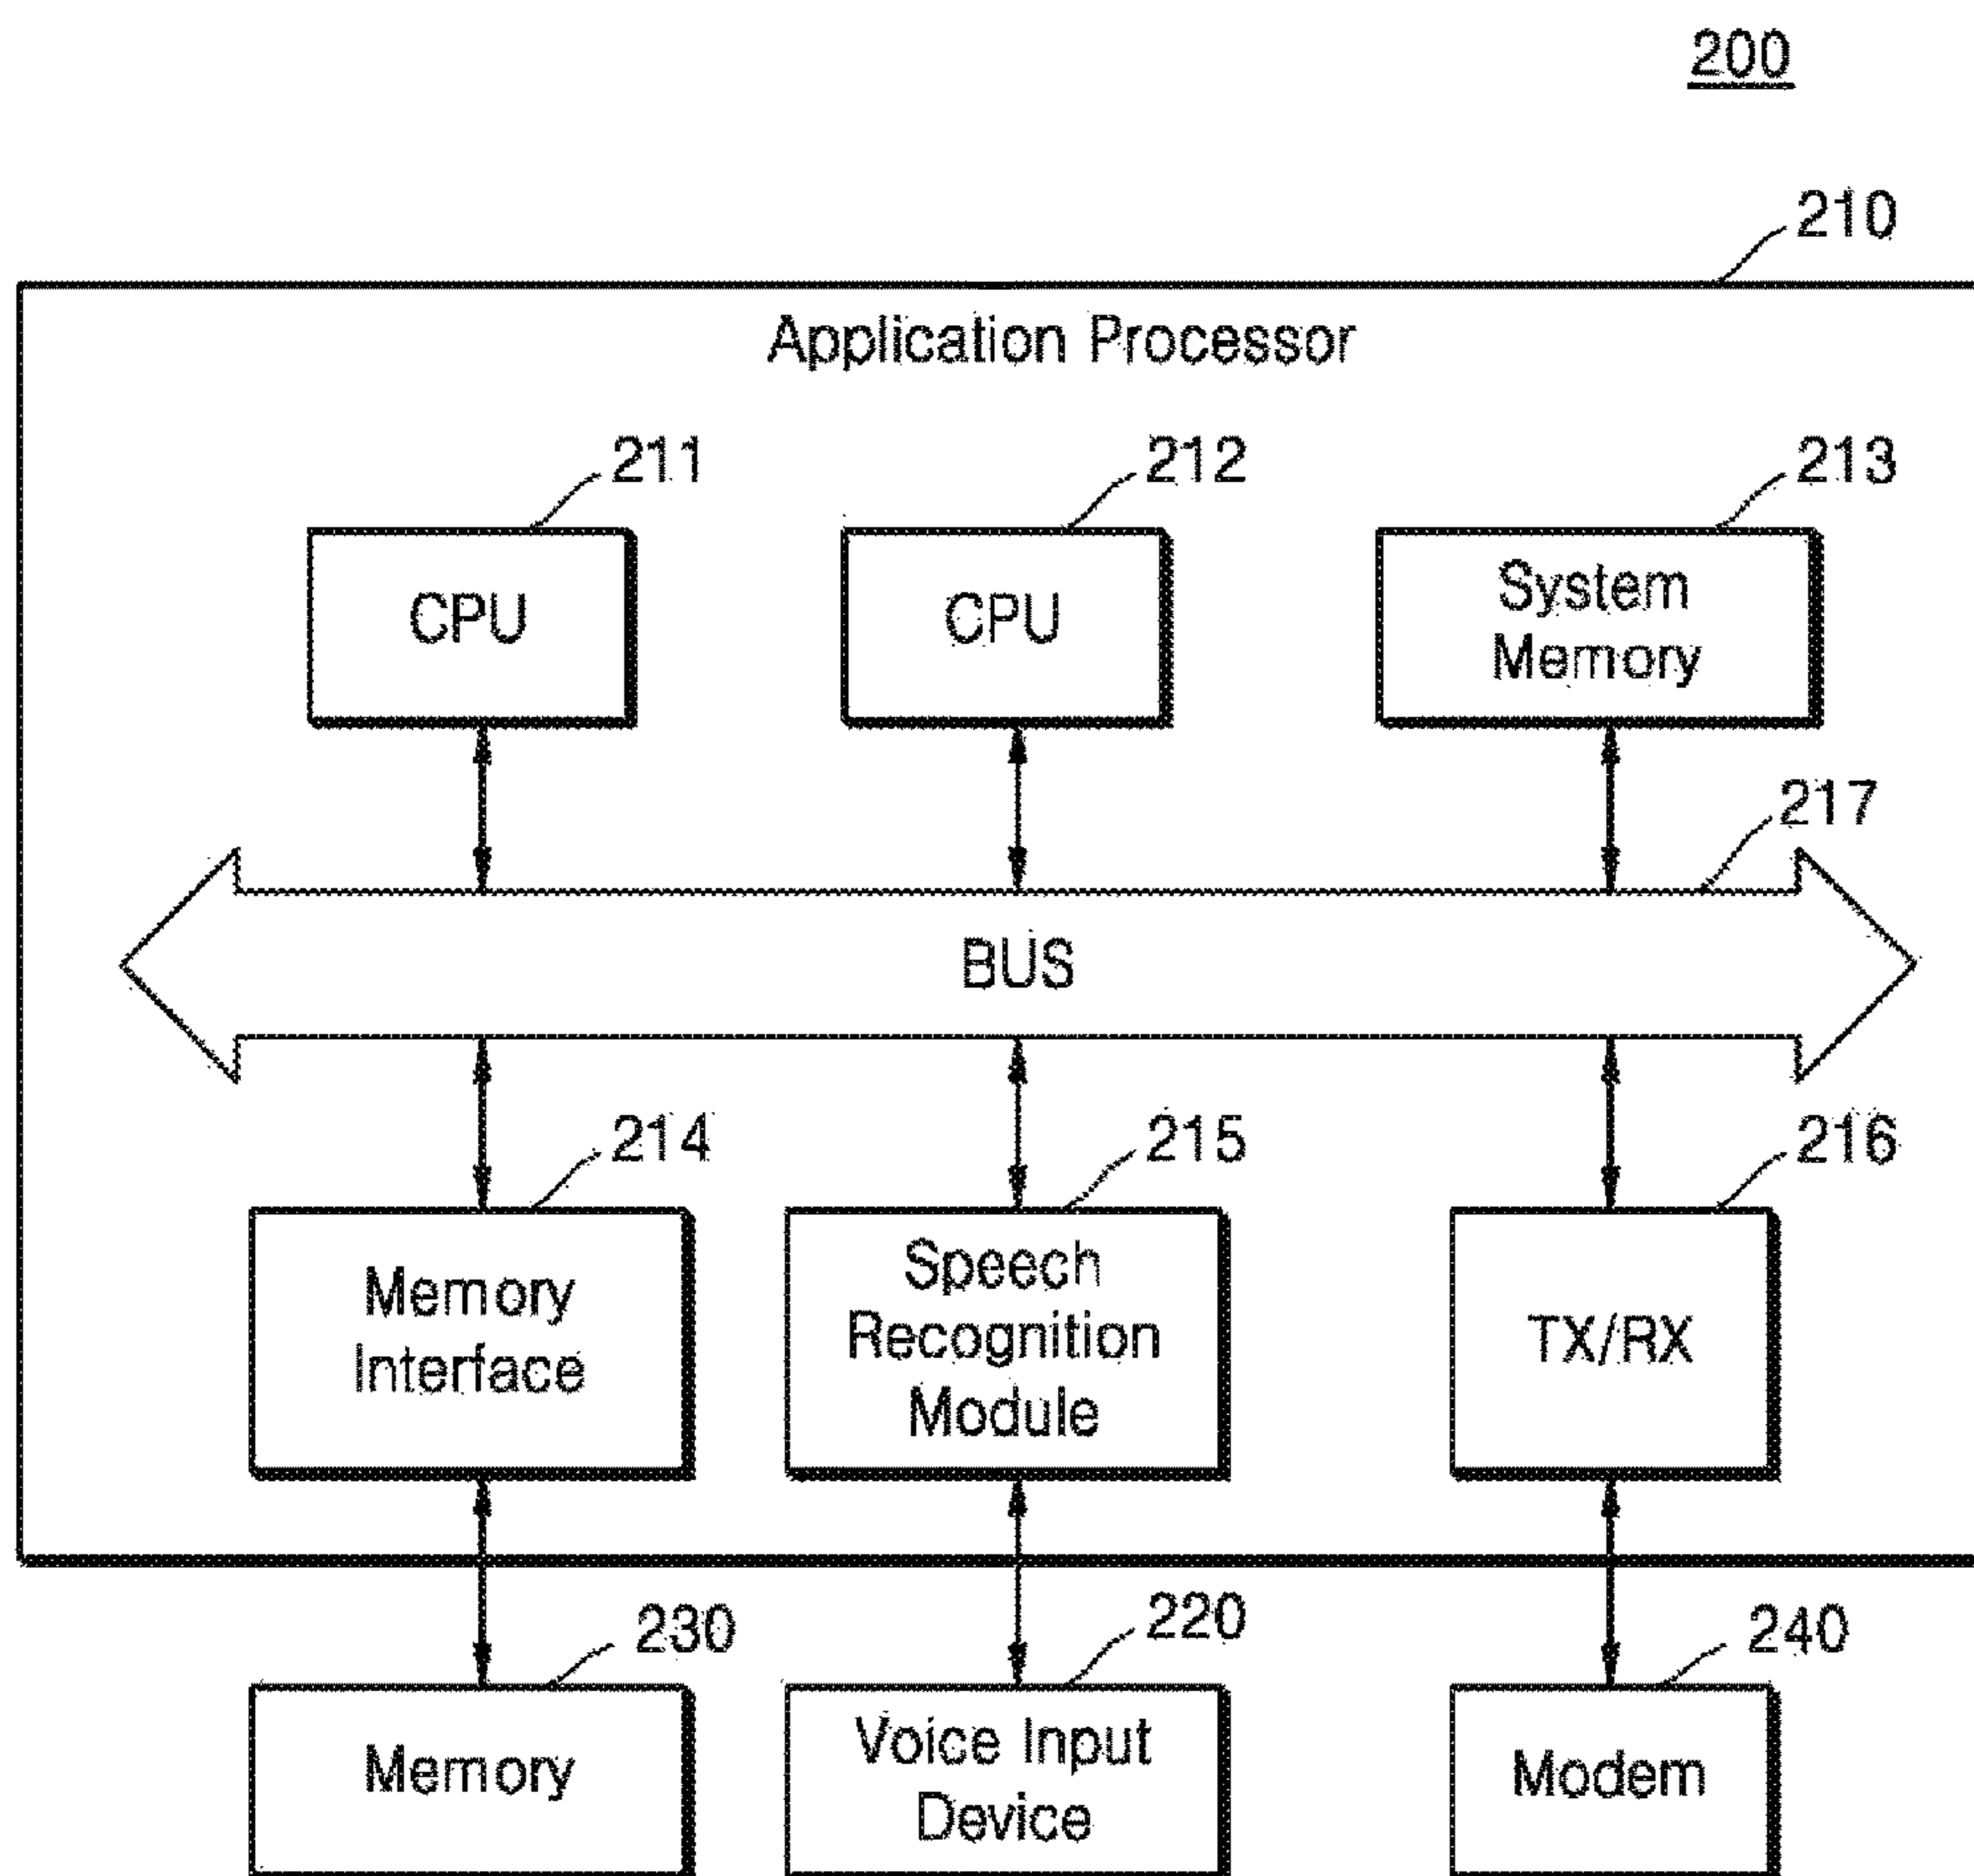 200
210
Application Processor
211
212
213
CPU
CPU
System
Memory
217
BUS
214
215
216
Memory
Interface
Speech
Recognition
Module
TX/RX
230
220
240
Memory
Voice Input
Device
Modem